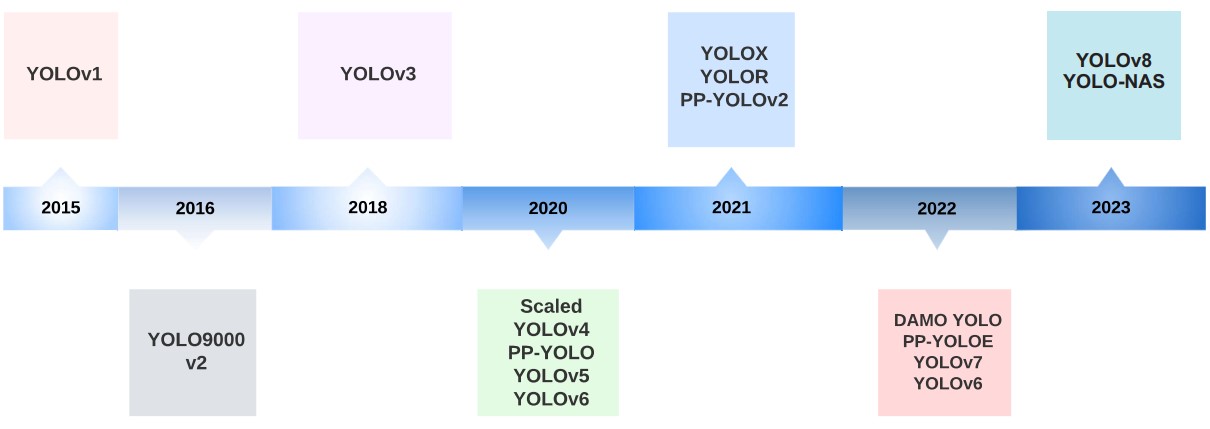 YOLOv1
YOLOv3
YOLOX
YOLOR
PP-YOLOv2
YOLOv8
YOLO-NAS
2015
2016
2018
2020
2021
2022
2023
YOLO9000
v2
Scaled
YOLOv4
PP-YOLO
YOLOv5
YOLOv6
DAMO YOLO
PP-YOLOE
YOLOv7
YOLOv6